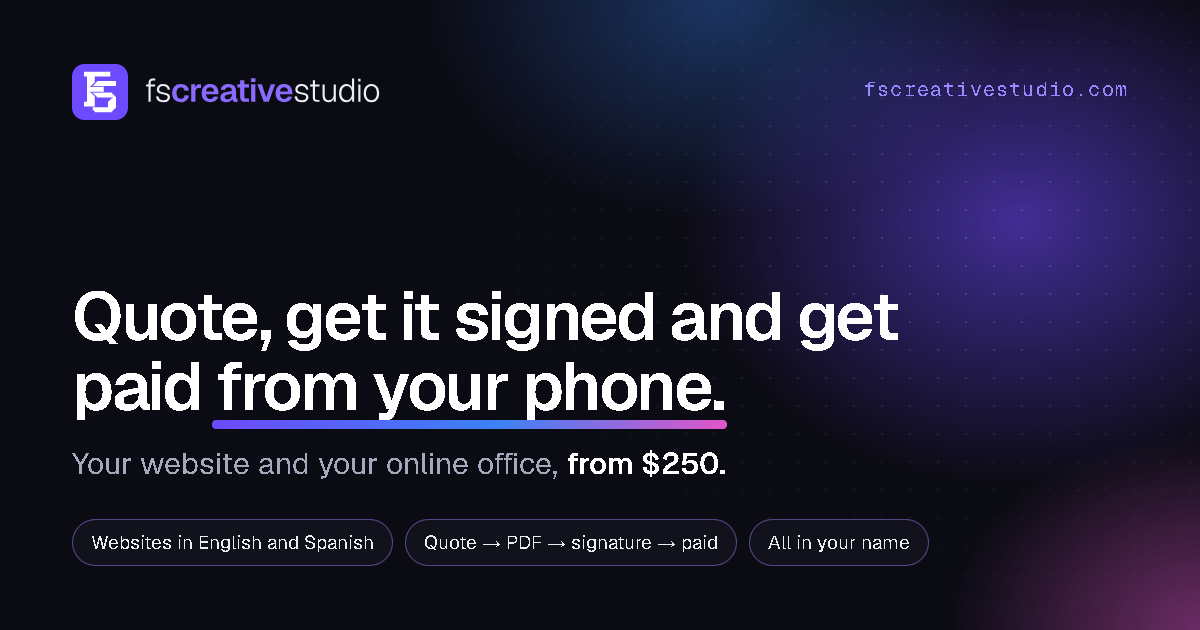 fscreativestudio
fscreativestudio.com
Quote, get it signed and get
paid from your phone.
Your website and your online office, from $250.
Websites in English and Spanish
Quote → PDF → signature → paid
All in your name